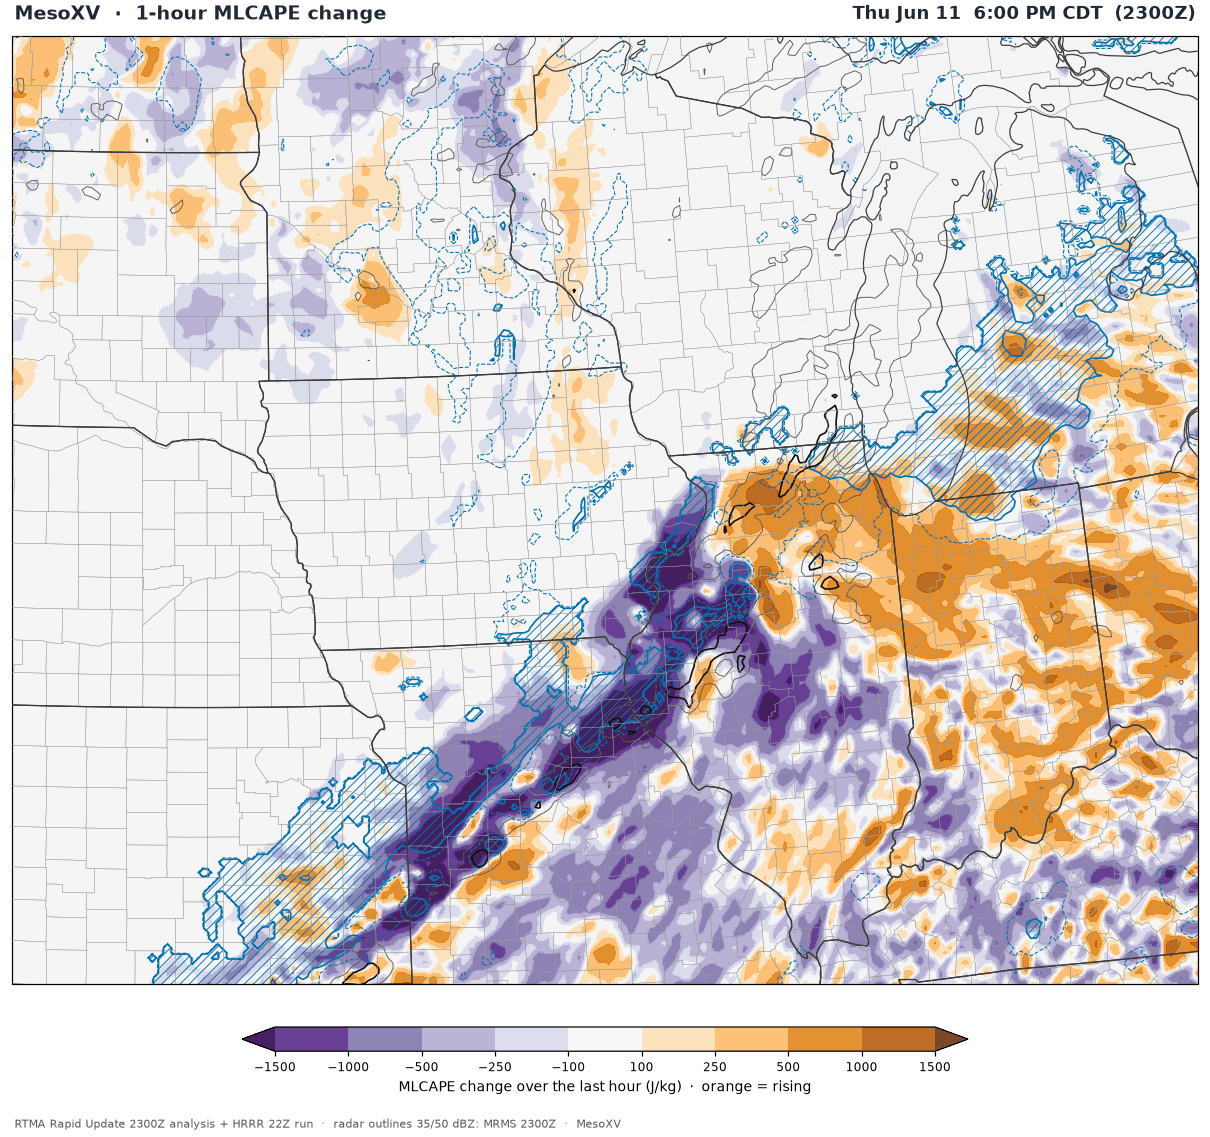 MesoXV · 1-hour MLCAPE change
Thu Jun 11 6:00 PM CDT (2300Z)
−1500 −1000 −500 −250 −100 100 250 500 1000 1500
MLCAPE change over the last hour (J/kg) · orange = rising
RTMA Rapid Update 2300Z analysis + HRRR 22Z run · radar outlines 35/50 dBZ: MRMS 2300Z · MesoXV